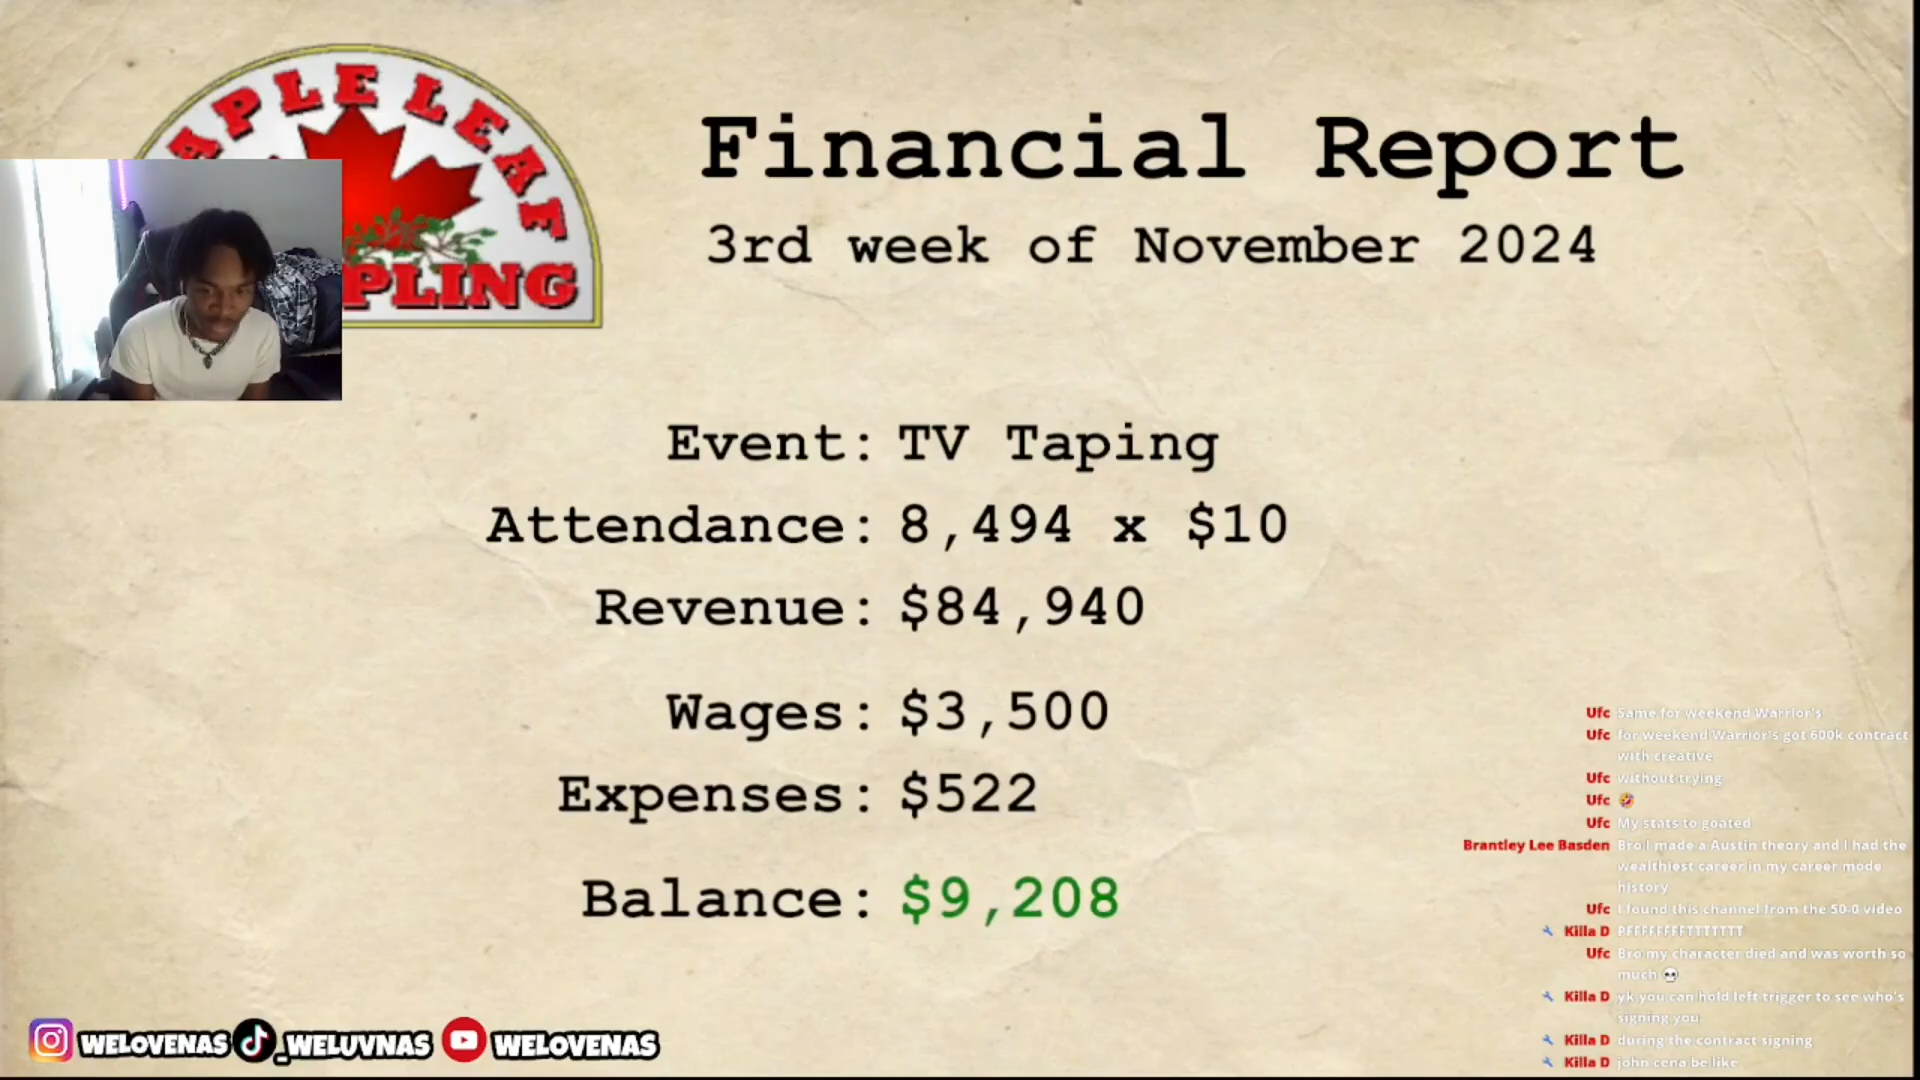 APLE LEAF
PLING
Financial Report
3rd week of November 2024
Event: TV Taping
Attendance: 8,494 x $10
Revenue: $84,940
Wages: $3,500
Expenses: $522
Balance: $9,208
Ufc Same for weekend Warrior's
Ufc for weekend Warrior's got 600k contract
with creative
Ufc without trying
Ufc 🤣
Ufc My stats to goated
Brantley Lee Basden Bro I made a Austin theory and I had the
wealthiest career in my career mode
history
Ufc I found this channel from the 50-0 video
Killa D PFFFFFFFFTTTTTTT
Ufc Bro my character died and was worth so
much 💀
Killa D yk you can hold left trigger to see who's
signing you
Killa D during the contract signing
Killa D john cena be like
WELOVENAS _WELUVNAS WELOVENAS